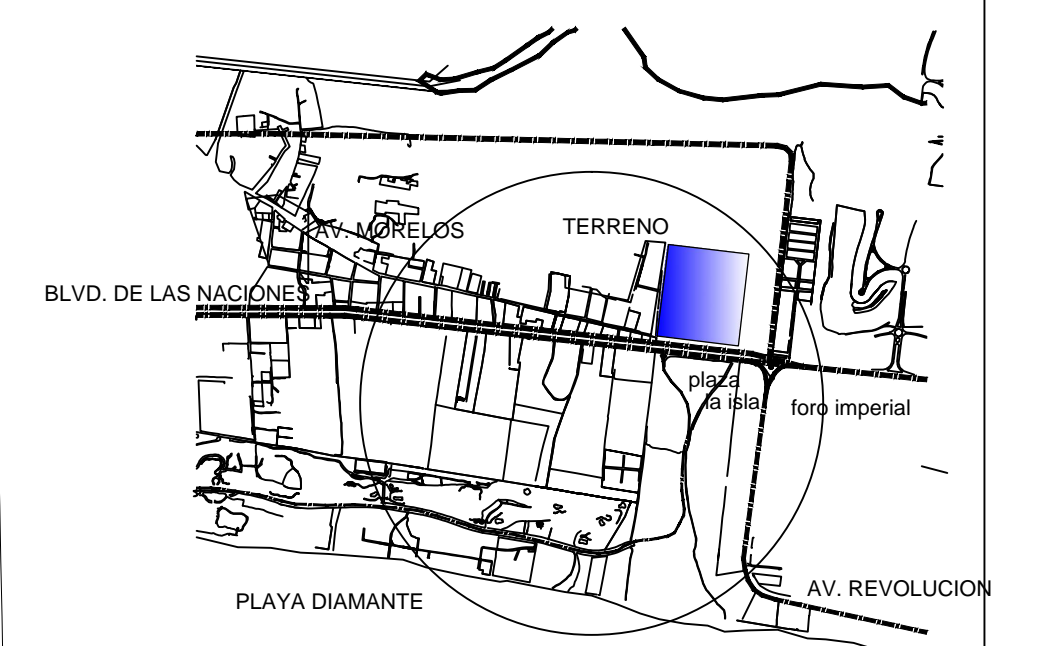 TERRENO
AV. MORELOS
BLVD. DE LAS NACIONES
plaza
la isla
foro imperial
AV. REVOLUCION
PLAYA DIAMANTE